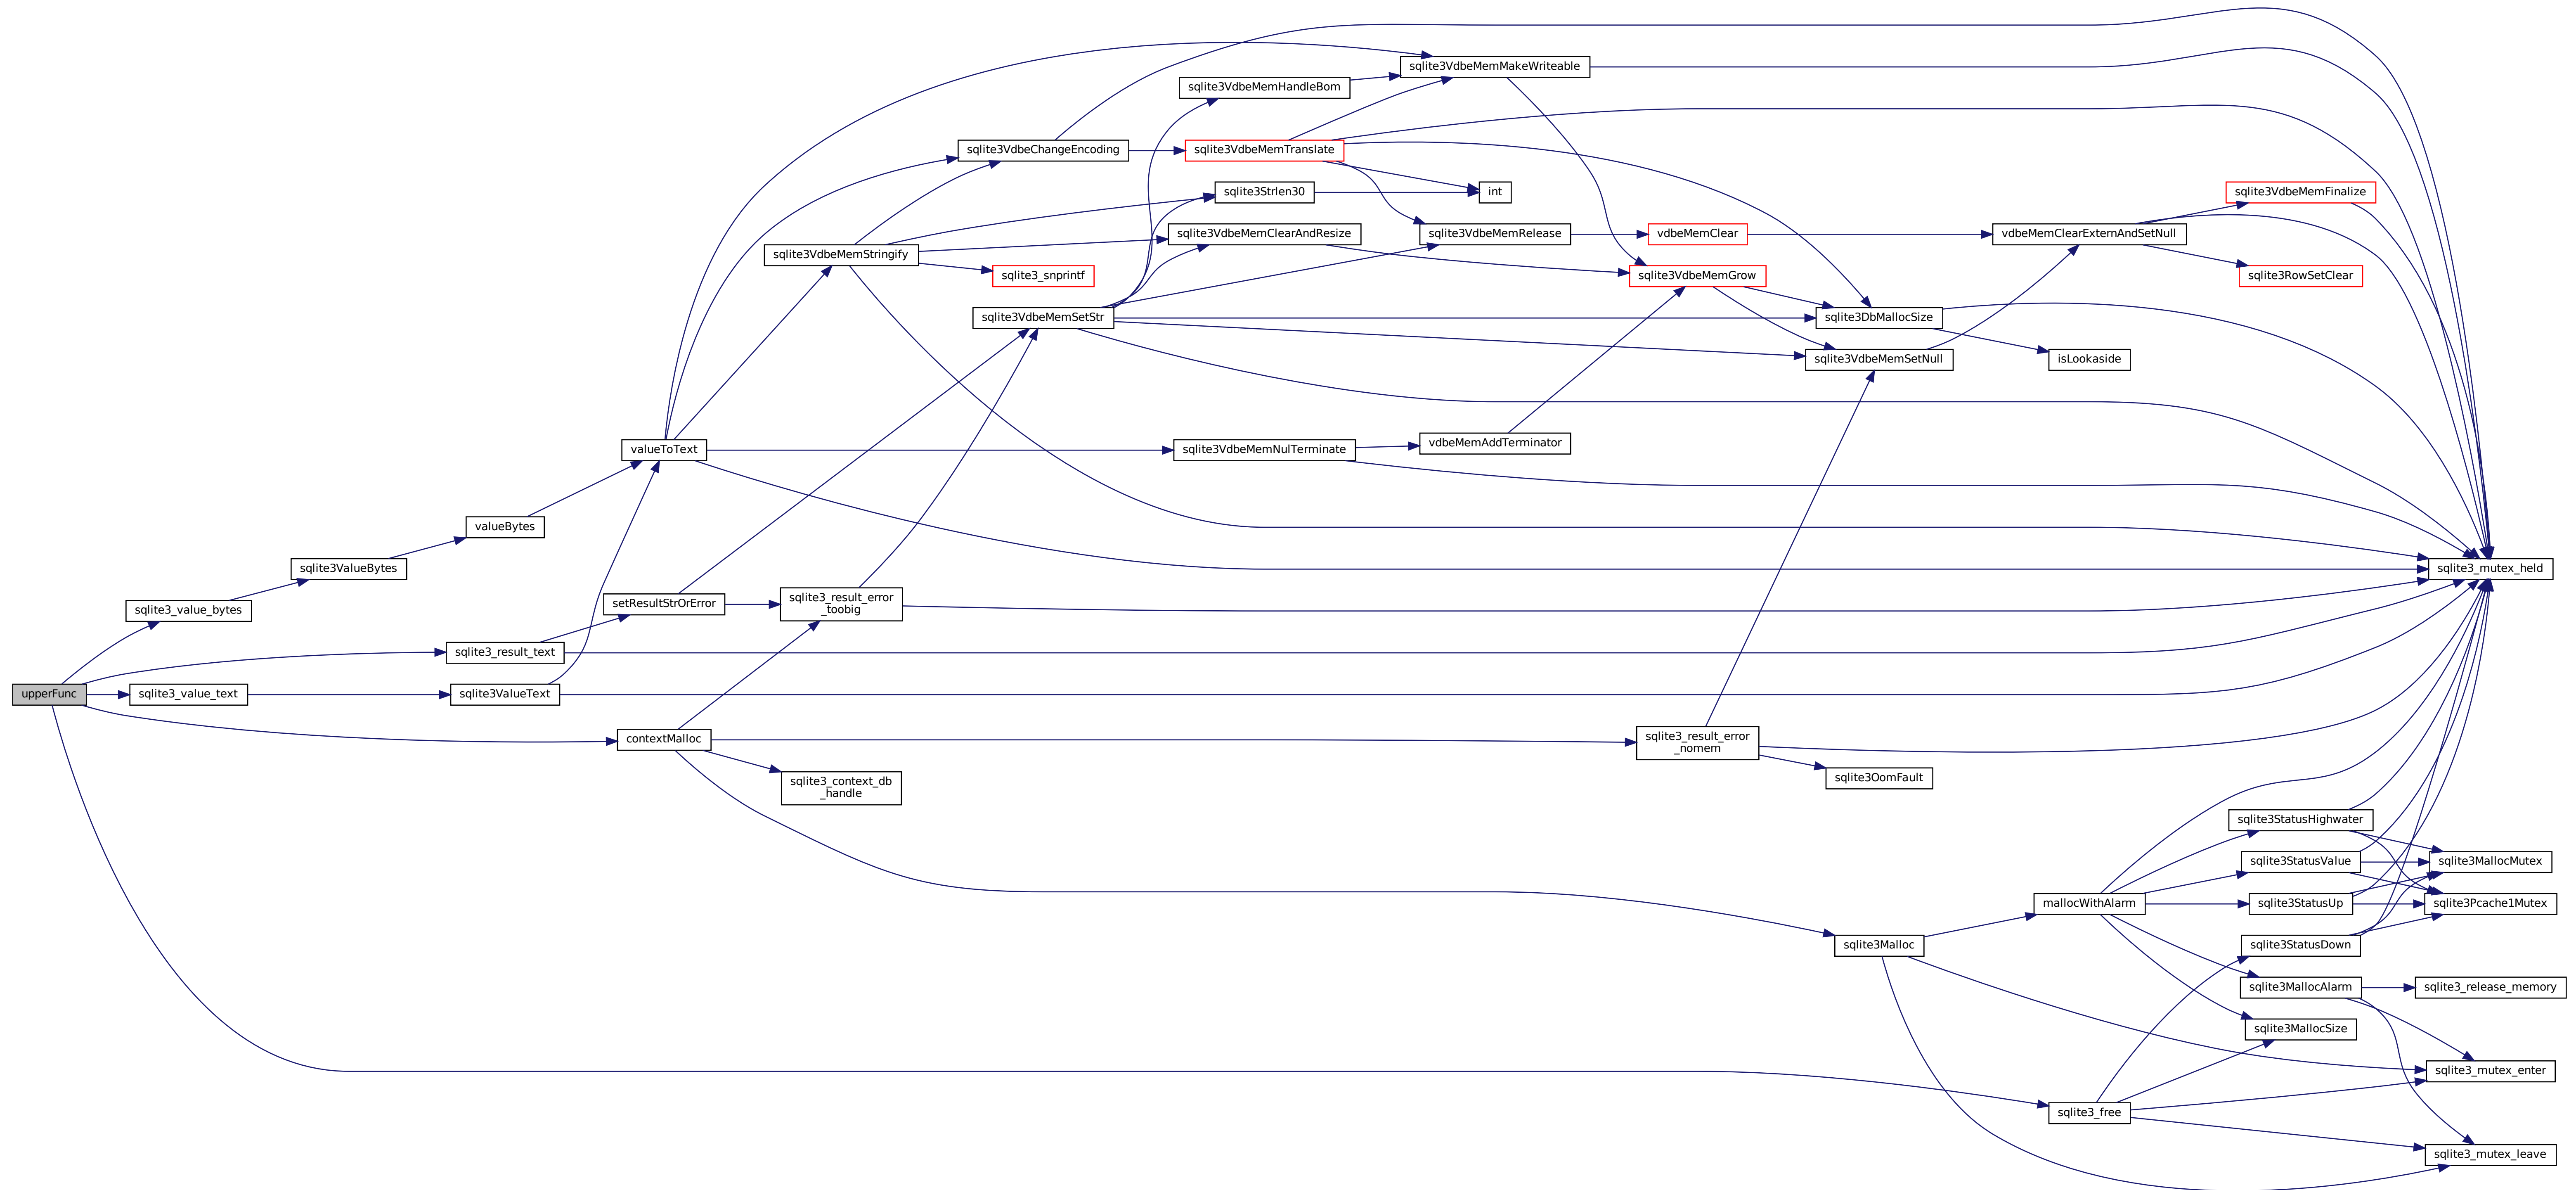 sqlite3VdbeMemMakeWriteable
sqlite3VdbeMemHandleBom
sqlite3VdbeChangeEncoding
sqlite3VdbeMemTranslate
sqlite3Strlen30
int
sqlite3VdbeMemFinalize
sqlite3VdbeMemStringify
sqlite3VdbeMemClearAndResize
sqlite3VdbeMemRelease
vdbeMemClear
vdbeMemClearExternAndSetNull
sqlite3_snprintf
sqlite3VdbeMemGrow
sqlite3RowSetClear
sqlite3VdbeMemSetStr
sqlite3DbMallocSize
sqlite3VdbeMemSetNull
isLookaside
valueToText
sqlite3VdbeMemNulTerminate
vdbeMemAddTerminator
valueBytes
sqlite3ValueBytes
sqlite3_mutex_held
sqlite3_value_bytes
setResultStrOrError
sqlite3_result_error
_toobig
sqlite3_result_text
upperFunc
sqlite3_value_text
sqlite3ValueText
contextMalloc
sqlite3_result_error
_nomem
sqlite3_context_db
_handle
sqlite3OomFault
sqlite3StatusHighwater
sqlite3StatusValue
sqlite3MallocMutex
mallocWithAlarm
sqlite3StatusUp
sqlite3Pcache1Mutex
sqlite3Malloc
sqlite3StatusDown
sqlite3MallocAlarm
sqlite3_release_memory
sqlite3MallocSize
sqlite3_mutex_enter
sqlite3_free
sqlite3_mutex_leave